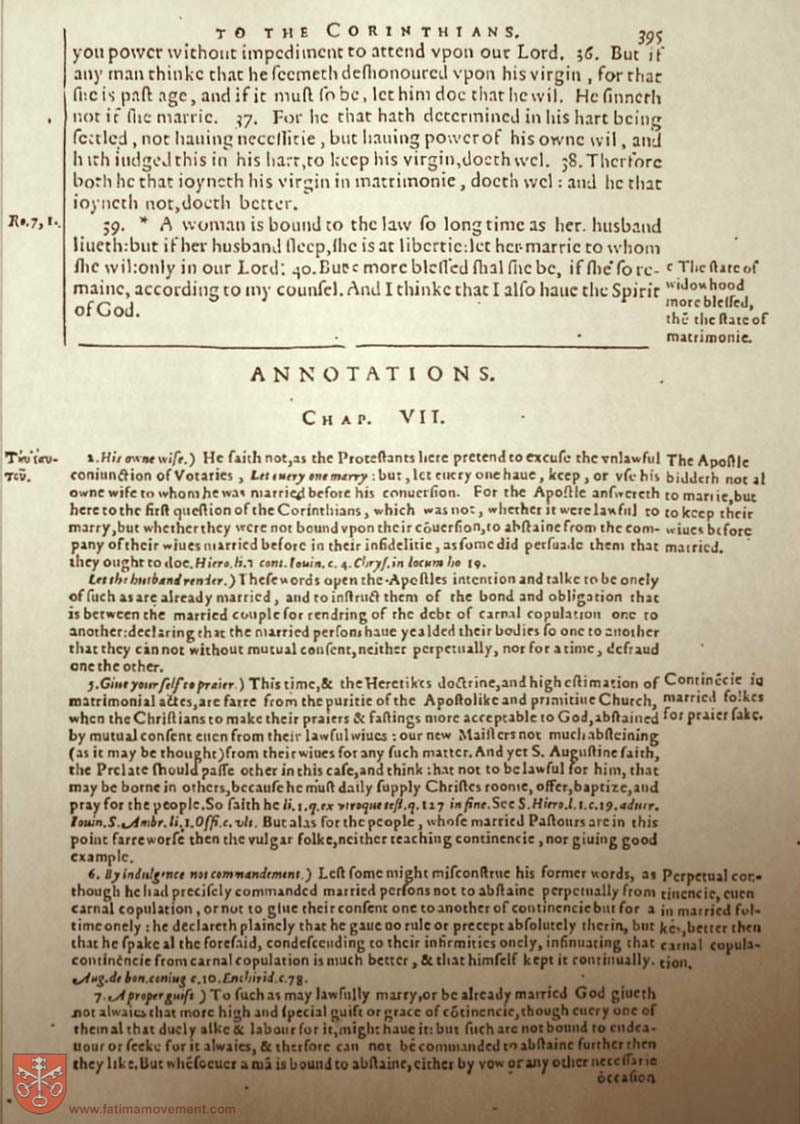 TO THE CORINTHIANS. 395
you power without impediment to attend vpon our Lord. 36. But if
any man thinke that he ſeemeth deſhonoured vpon his virgin, for that
ſhe is paſt age, and if it muſt ſo be, let him doe that he wil. He ſinneth
not if ſhe marrie. 37. For he that hath determined in his hart being
ſettled, not hauing neceſſitie, but hauing power of his owne wil, and
hath iudged this in his hart, to keep his virgin, doeth wel. 38. Therfore
both he that ioyneth his virgin in matrimonie, doeth wel: and he that
ioyneth not, doeth better.
Ro. 7, 1.
39. * A woman is bound to the law ſo long time as her. husband
liueth: but if her husband ſleep, ſhe is at libertie: let her marrie to whom
ſhe wil: only in our Lord: 40. But c more bleſſed ſhal ſhe be, if ſhe ſo re-
maine, according to my counſel. And I thinke that I alſo haue the Spirit
of God.
c The ſtate of
widowhood
more bleſſed,
thē the ſtate of
matrimonie.
ANNOTATIONS.
CHAP. VII.
2. His owne wife.) He ſaith not, as the Proteſtants here pretend to excuſe the vnlawful
coniunction of Votaries, Let euery one marry: but, let euery one haue, keep, or vſe his
owne wife to whom he was married before his conuerſion. For the Apoſtle anſwereth
here to the firſt queſtion of the Corinthians, which was not, whether it were lawful to
marry, but whether they were not bound vpon their cōuerſion, to abſtaine from the com-
pany of their wiues married before in their infidelitie, as ſome did perſuade them that
they ought to doe. Hiero. li. 1 cont. Iouin. c. 4. Chryſ. in locum ho 19.
The Apoſtle
biddeth not al
to marrie, but
to keep their
wiues before
married.
Let the husband render.) Theſe words open the Apoſtles intention and talke to be onely
of ſuch as are already married, and to inſtruct them of the bond and obligation that
is between the married couple for rendring of the debt of carnal copulation one to
another: declaring that the married perſons haue yealded their bodies ſo one to another
that they can not without mutual conſent, neither perpetually, nor for a time, defraud
one the other.
5. Giue your ſelf to praier.) This time, & the Heretikes doctrine, and high eſtimation of
matrimonial actes, are farre from the puritie of the Apoſtolike and primitiue Church,
when the Chriſtians to make their praiers & faſtings more acceptable to God, abſtained
by mutual conſent euen from their lawful wiues: our new Maiſters not much abſteining
(as it may be thought) from their wiues for any ſuch matter. And yet S. Auguſtine ſaith,
the Prelate ſhould paſſe other in this caſe, and think that not to be lawful for him, that
may be borne in others, becauſe he muſt daily ſupply Chriſtes roome, offer, baptize, and
pray for the people. So ſaith he li. 1. q. ex vtroque teſt. q. 127 in fine. See S. Hiero. l. 1. c. 19. aduer.
Iouin. S. Ambr. li. 1. Offi. c. vlt. But alas for the people, whoſe married Paſtours are in this
point farre worſe then the vulgar folke, neither teaching continencie, nor giuing good
example.
Continēcie in
married folkes
for praier ſake.
6. By indulgence not commandement.) Leſt ſome might miſconſtrue his former words, as
though he had preciſely commanded married perſons not to abſtaine perpetually from
carnal copulation, or not to giue their conſent one to another of continencie but for a
time only: he declareth plainely that he gaue no rule or precept abſolutely therin, but
that he ſpake al the foreſaid, condeſcending to their infirmities onely, inſinuating that
continēncie from carnal copulation is much better, & that himſelf kept it continually.
Aug. de bon. coniug c. 10. Enchirid. c. 78.
Perpetual con-
tinencie, euen
in married fol-
kes, better then
carnal copula-
tion.
7. A proper guift) To ſuch as may lawfully marry, or be already married God giueth
not alwaies that more high and ſpecial guift or grace of cōtinencie, though euery one of
them al that duely aſke & labour for it, might haue it: but ſuch are not bound to endea-
uour or ſeeke for it alwaies, & therfore can not be commanded to abſtaine further then
they like. But whēſoeuer a mā is bound to abſtaine, either by vow or any other neceſſarie
occaſion
www.fatimamovement.com